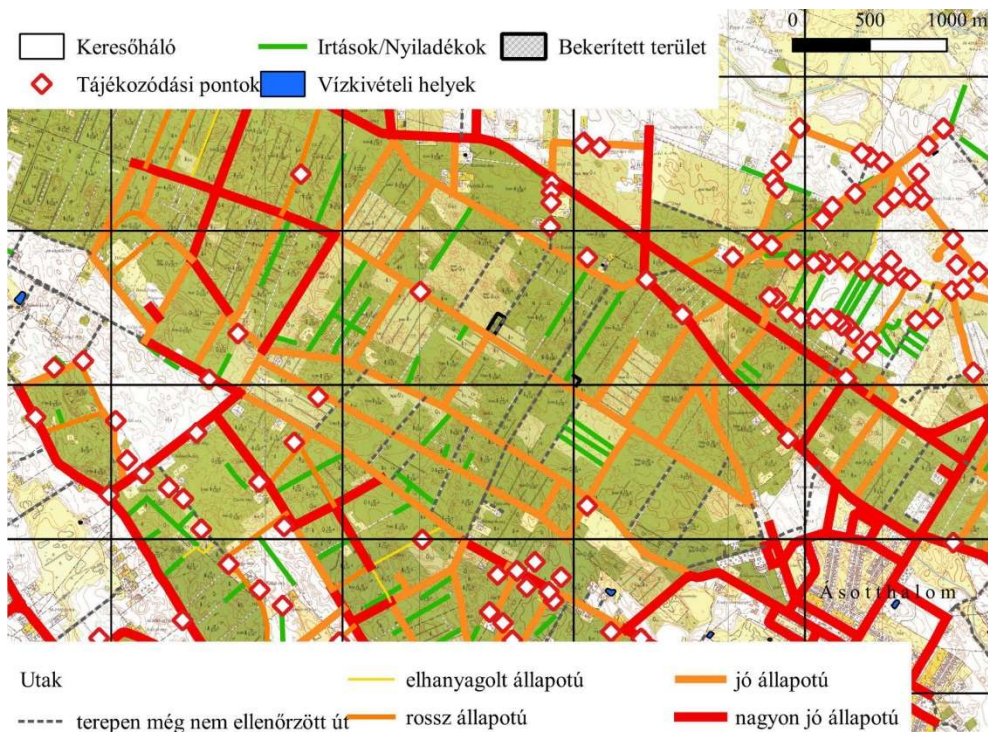 0 500 1000 m
Keresőháló Irtások/Nyiladékok Bekerített terület
Tájékozódási pontok Vízkivételi helyek
Ásotthalom
Utak elhanyagolt állapotú jó állapotú
terepen még nem ellenőrzött út rossz állapotú nagyon jó állapotú